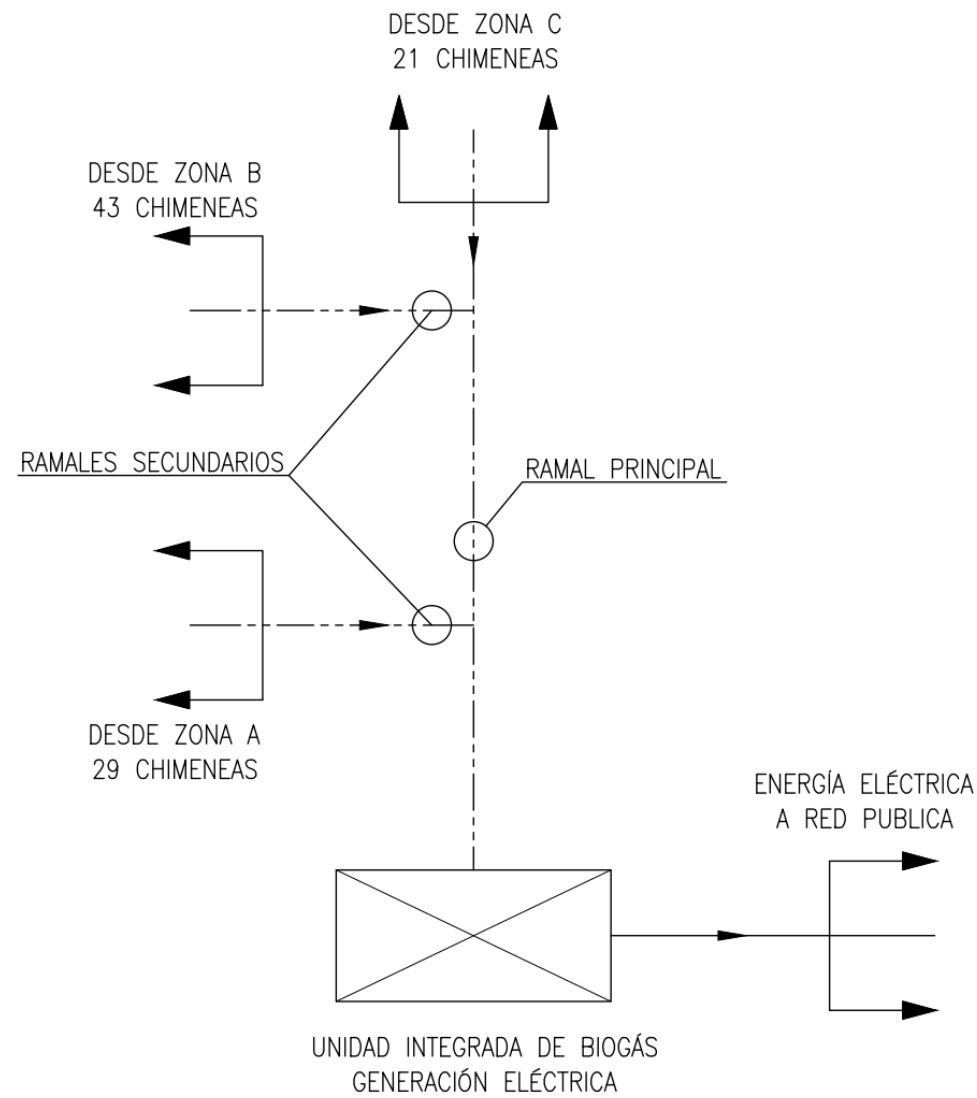 DESDE ZONA C
21 CHIMENEAS
DESDE ZONA B
43 CHIMENEAS
RAMALES SECUNDARIOS
RAMAL PRINCIPAL
DESDE ZONA A
29 CHIMENEAS
ENERGÍA ELÉCTRICA
A RED PUBLICA
UNIDAD INTEGRADA DE BIOGÁS
GENERACIÓN ELÉCTRICA